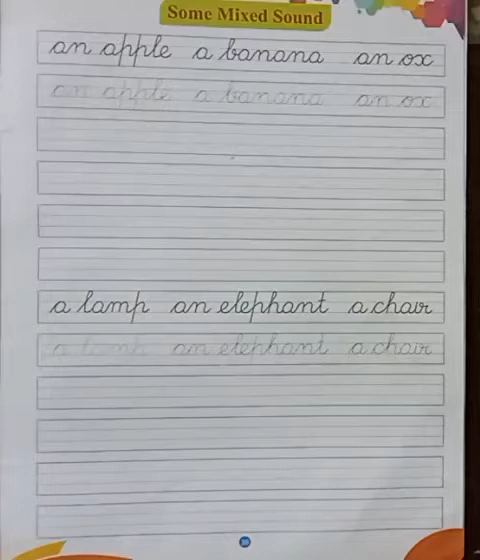 Some Mixed Sound
an apple a banana an ox
an apple a banana an ox
a lamp an elephant a chair
a lamp an elephant a chair